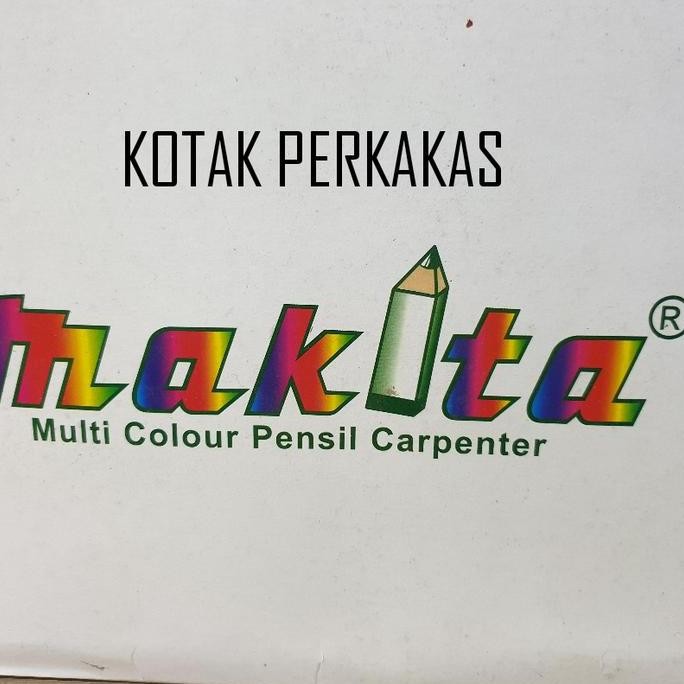 KOTAK PERKAKAS
makita®
Multi Colour Pensil Carpenter